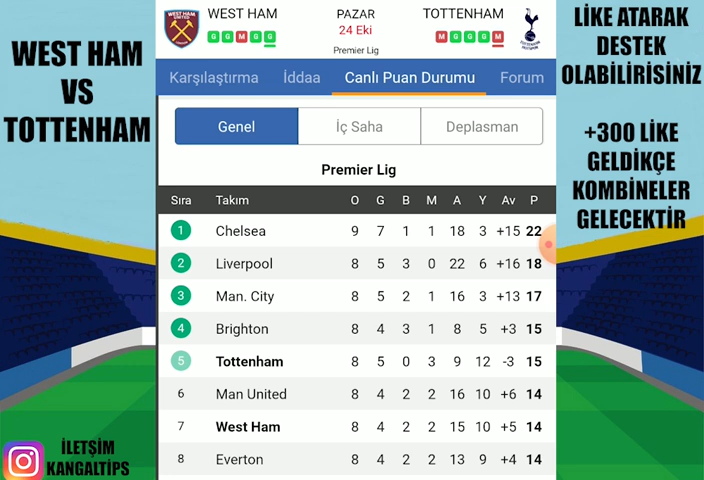 WEST HAM
VS
TOTTENHAM
WEST HAM
G G M G G
PAZAR
24 Eki
Premier Lig
TOTTENHAM
M G G G M
Karşılaştırma İddaa Canlı Puan Durumu Forum
Genel İç Saha Deplasman
Premier Lig
Sıra Takım O G B M A Y Av P
1 Chelsea 9 7 1 1 18 3 +15 22
2 Liverpool 8 5 3 0 22 6 +16 18
3 Man. City 8 5 2 1 16 3 +13 17
4 Brighton 8 4 3 1 8 5 +3 15
5 Tottenham 8 5 0 3 9 12 -3 15
6 Man United 8 4 2 2 16 10 +6 14
7 West Ham 8 4 2 2 15 10 +5 14
8 Everton 8 4 2 2 13 9 +4 14
LİKE ATARAK
DESTEK
OLABİLİRİSİNİZ
+300 LİKE
GELDİKÇE
KOMBİNELER
GELECEKTİR
İLETŞİM
KANGALTİPS